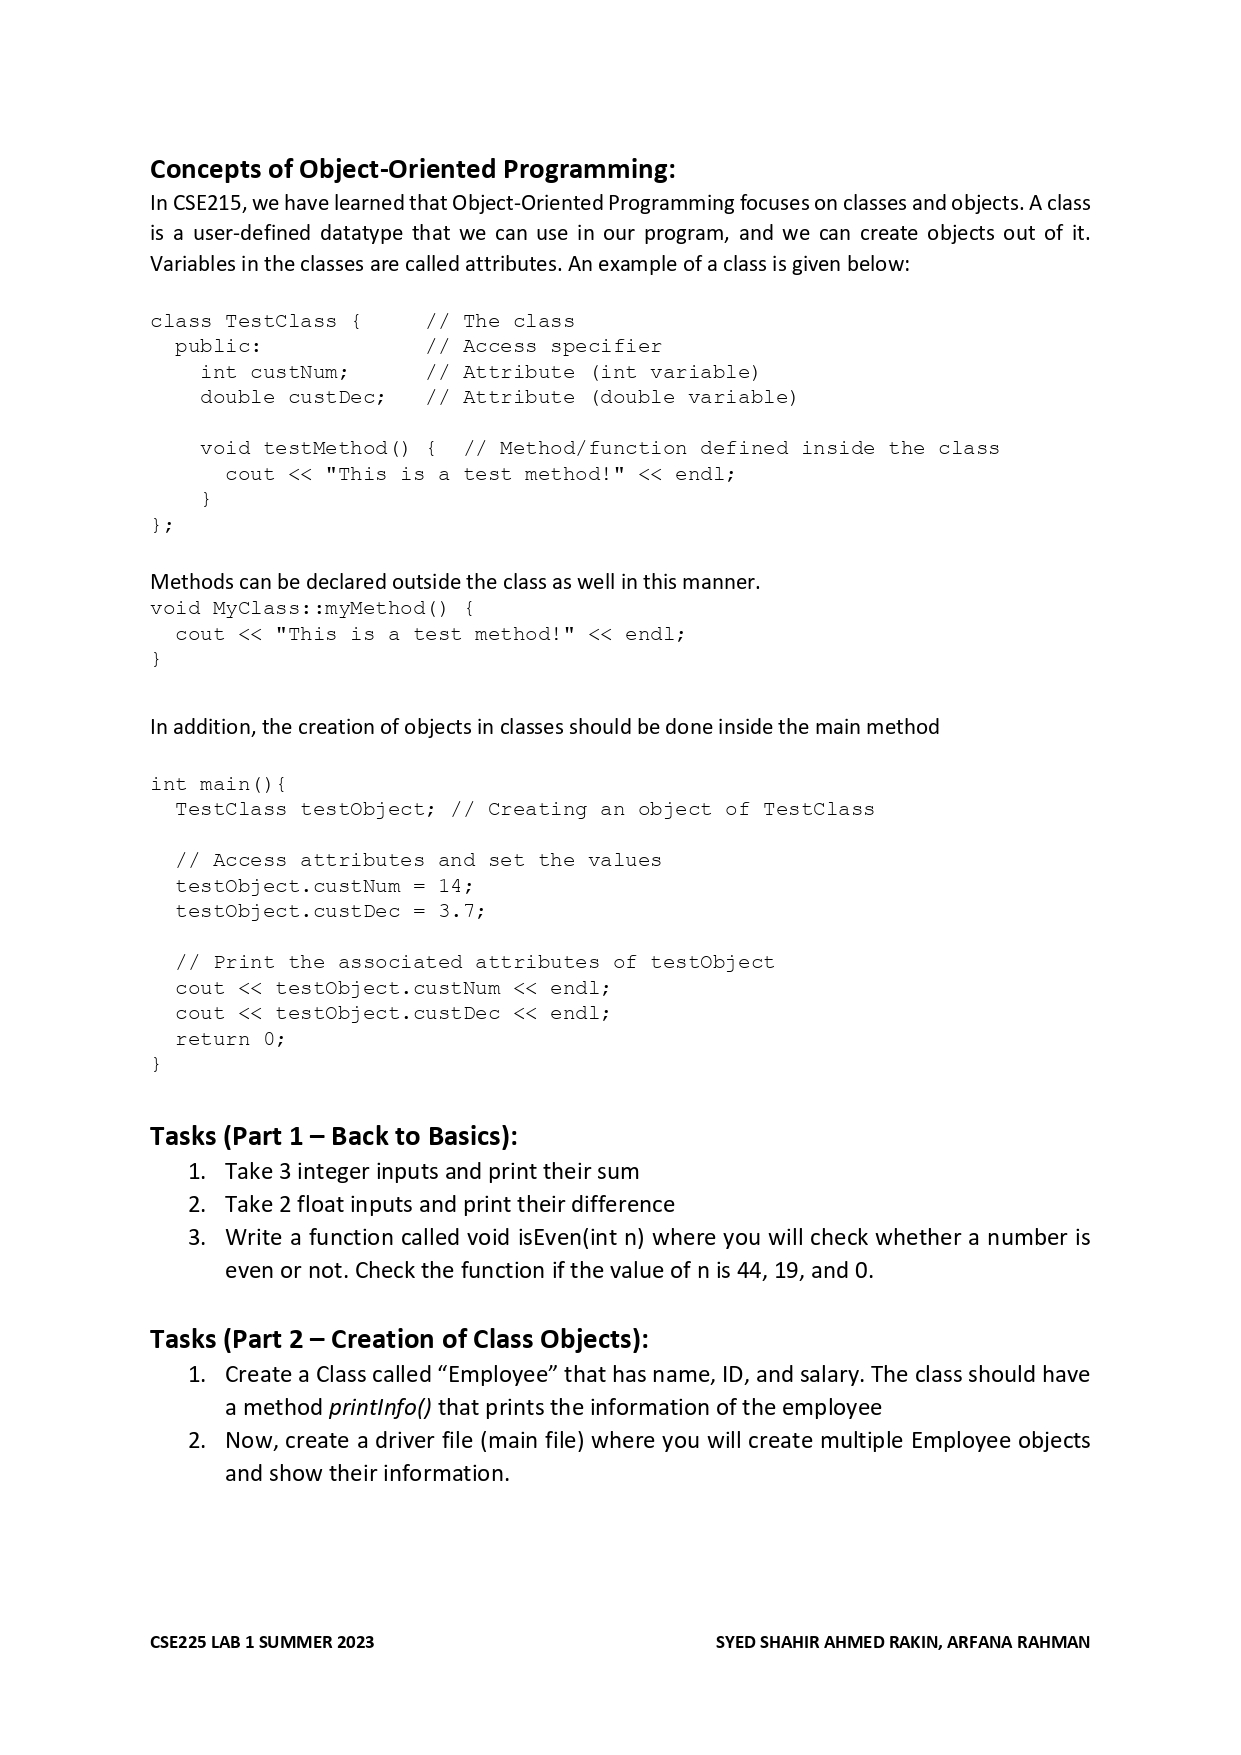 Concepts of Object-Oriented Programming:
In CSE215, we have learned that Object-Oriented Programming focuses on classes and objects. A class
is a user-defined datatype that we can use in our program, and we can create objects out of it.
Variables in the classes are called attributes. An example of a class is given below:
class TestClass {     // The class
  public:             // Access specifier
    int custNum;      // Attribute (int variable)
    double custDec;   // Attribute (double variable)
    void testMethod() {  // Method/function defined inside the class
      cout << "This is a test method!" << endl;
    }
};
Methods can be declared outside the class as well in this manner.
void MyClass::myMethod() {
  cout << "This is a test method!" << endl;
}
In addition, the creation of objects in classes should be done inside the main method
int main(){
  TestClass testObject; // Creating an object of TestClass
  // Access attributes and set the values
  testObject.custNum = 14;
  testObject.custDec = 3.7;
  // Print the associated attributes of testObject
  cout << testObject.custNum << endl;
  cout << testObject.custDec << endl;
  return 0;
}
Tasks (Part 1 – Back to Basics):
1. Take 3 integer inputs and print their sum
2. Take 2 float inputs and print their difference
3. Write a function called void isEven(int n) where you will check whether a number is
even or not. Check the function if the value of n is 44, 19, and 0.
Tasks (Part 2 – Creation of Class Objects):
1. Create a Class called “Employee” that has name, ID, and salary. The class should have
a method printInfo() that prints the information of the employee
2. Now, create a driver file (main file) where you will create multiple Employee objects
and show their information.
CSE225 LAB 1 SUMMER 2023 SYED SHAHIR AHMED RAKIN, ARFANA RAHMAN